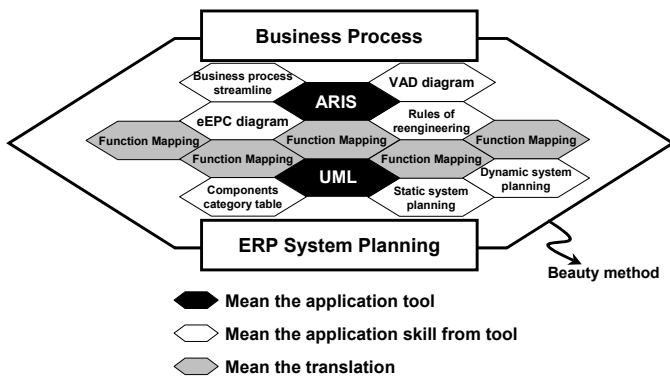 Business Process
Business process
streamline
VAD diagram
ARIS
eEPC diagram
Rules of
reengineering
Function Mapping
Function Mapping
Function Mapping
Function Mapping
Function Mapping
Components
category table
UML
Static system
planning
Dynamic system
planning
ERP System Planning
Beauty method
Mean the application tool
Mean the application skill from tool
Mean the translation